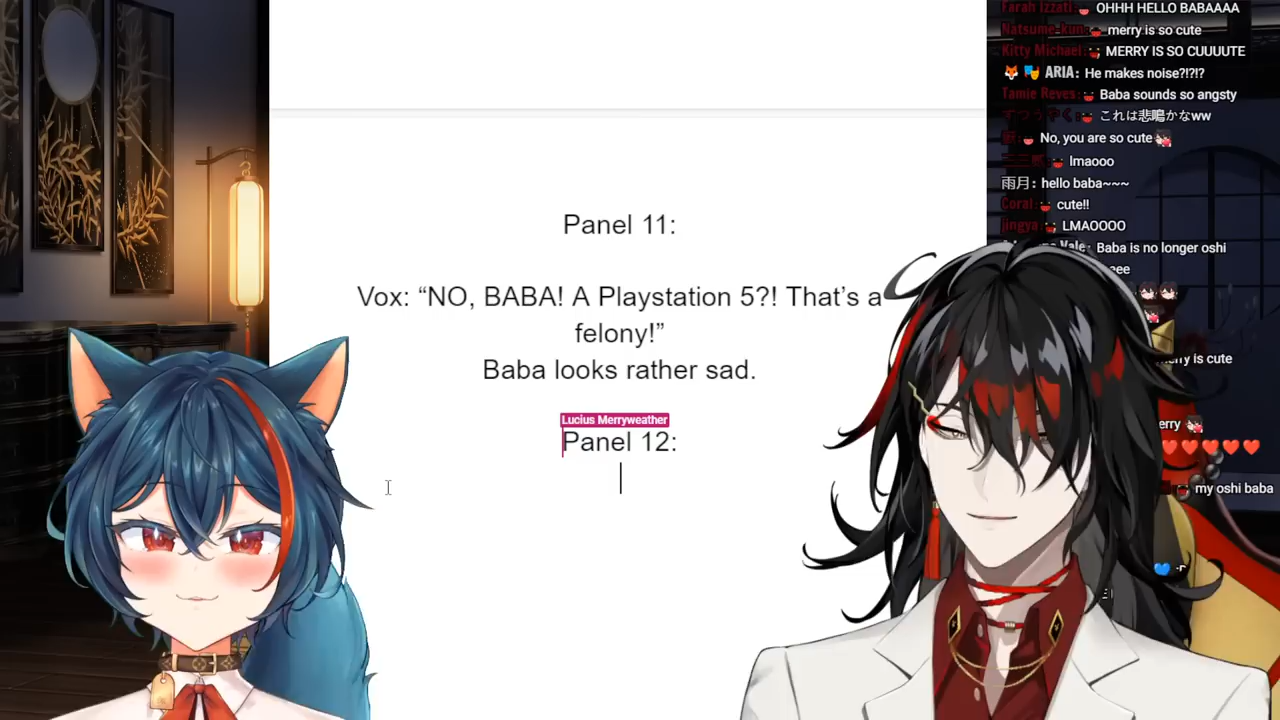 Panel 11:
Vox: “NO, BABA! A Playstation 5?! That’s a
felony!”
Baba looks rather sad.
Lucius Merryweather
Panel 12:
Farah Izzati: OHHH HELLO BABAAAA
Natsume-kun: merry is so cute
Kitty Michael: MERRY IS SO CUUUUTE
ARIA: He makes noise?!?!?
Tamie Reves: Baba sounds so angsty
これは悲鳴かなww
No, you are so cute
lmaooo
雨月: hello baba~~~
Coral: cute!!
jingya: LMAOOOO
Vale: Baba is no longer oshi
is cute
my oshi baba